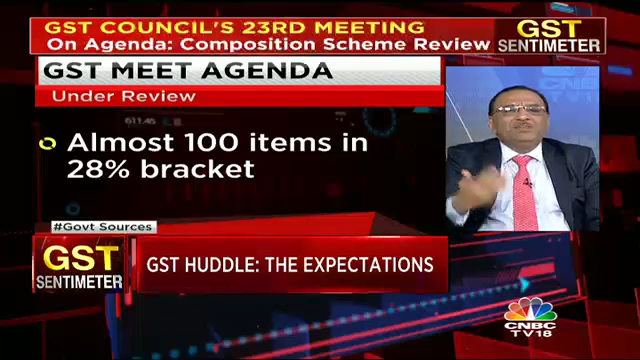 GST COUNCIL'S 23RD MEETING
On Agenda: Composition Scheme Review
GST
SENTIMETER
GST MEET AGENDA
Under Review
Almost 100 items in
28% bracket
#Govt Sources
GST
SENTIMETER
GST HUDDLE: THE EXPECTATIONS
CNBC
TV18